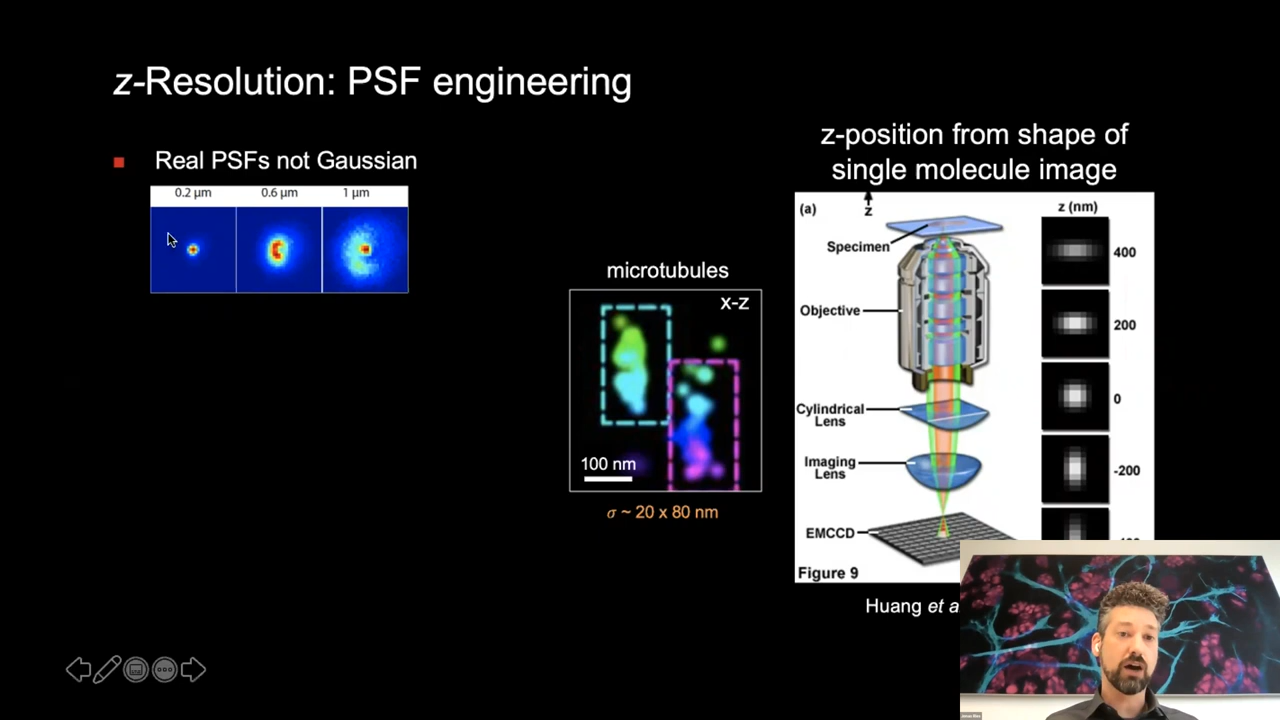 z-Resolution: PSF engineering
Real PSFs not Gaussian
0.2 µm
0.6 µm
1 µm
microtubules
x-z
100 nm
σ ~ 20 x 80 nm
z-position from shape of
single molecule image
(a)
z
z (nm)
Specimen
400
Objective
200
0
Cylindrical
Lens
Imaging
Lens
-200
EMCCD
Figure 9
Huang et a